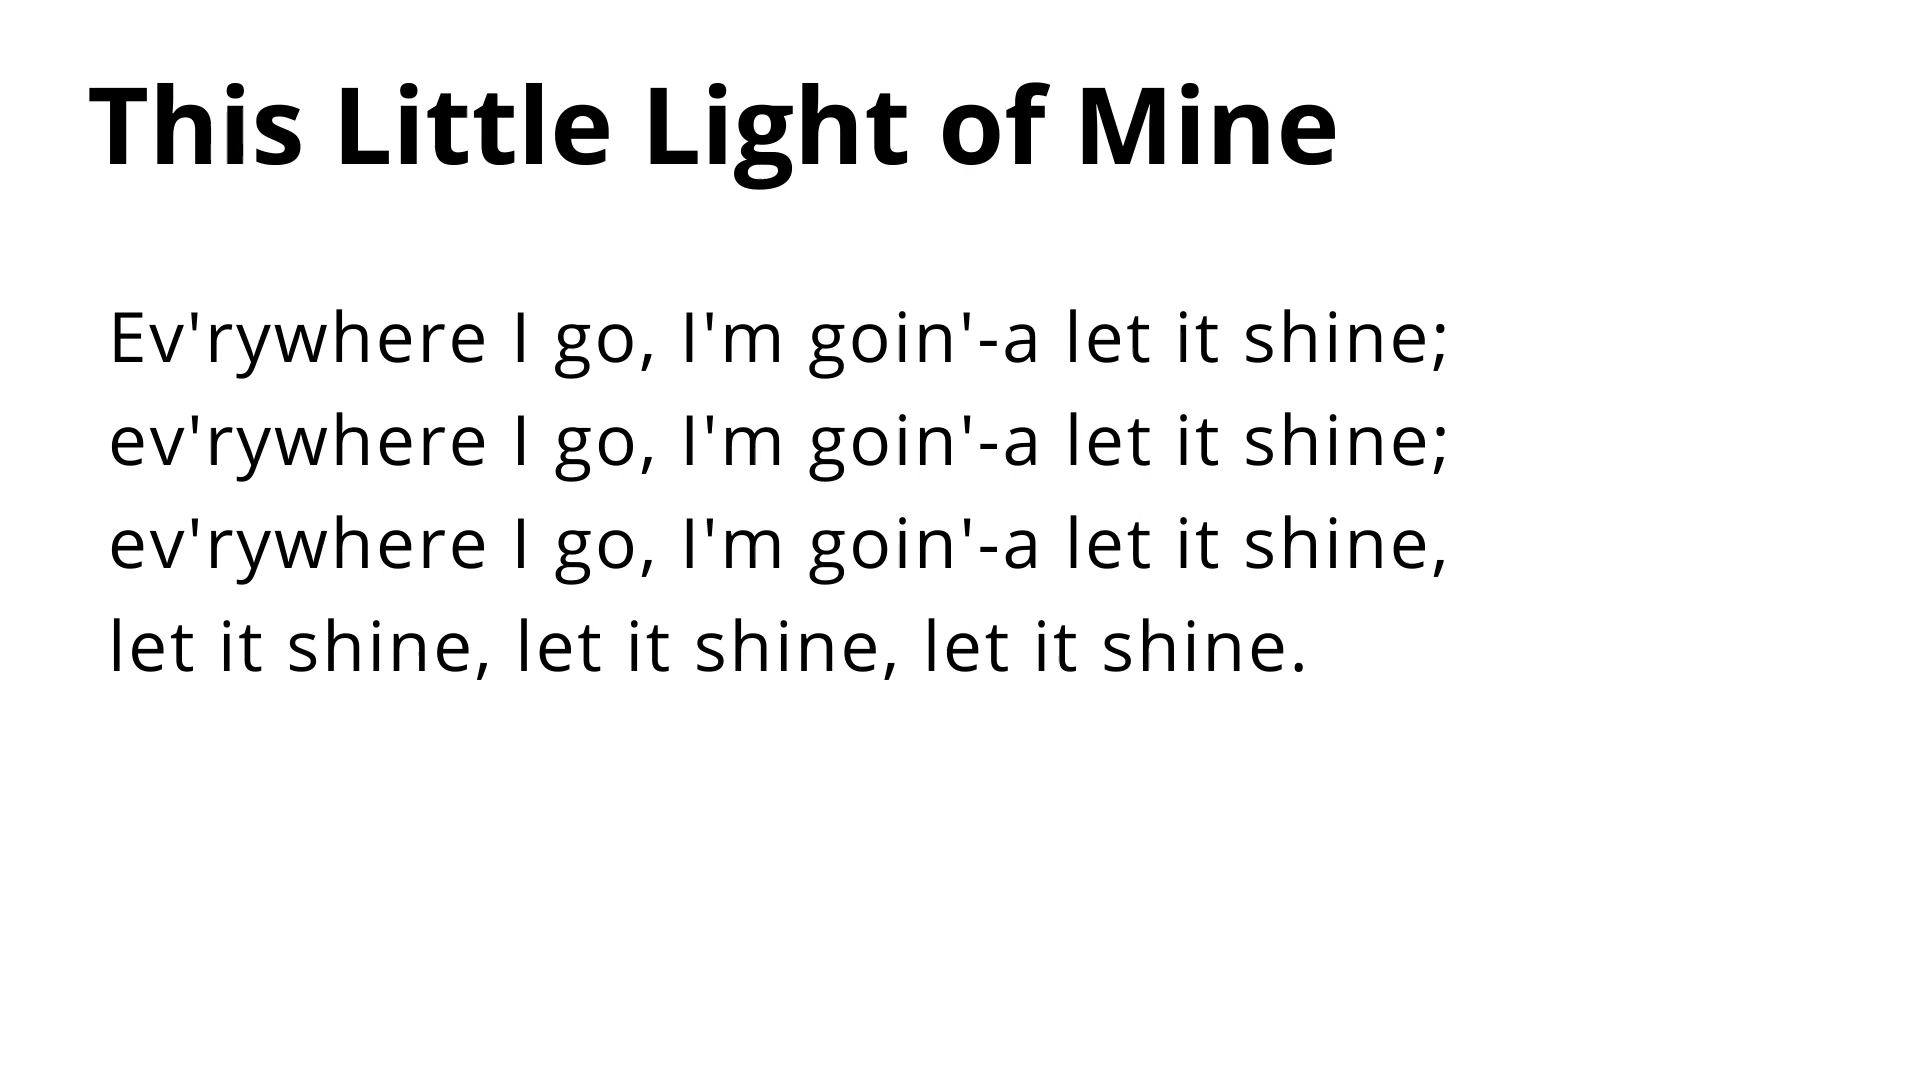 This Little Light of Mine
Ev'rywhere I go, I'm goin'-a let it shine;
ev'rywhere I go, I'm goin'-a let it shine;
ev'rywhere I go, I'm goin'-a let it shine,
let it shine, let it shine, let it shine.